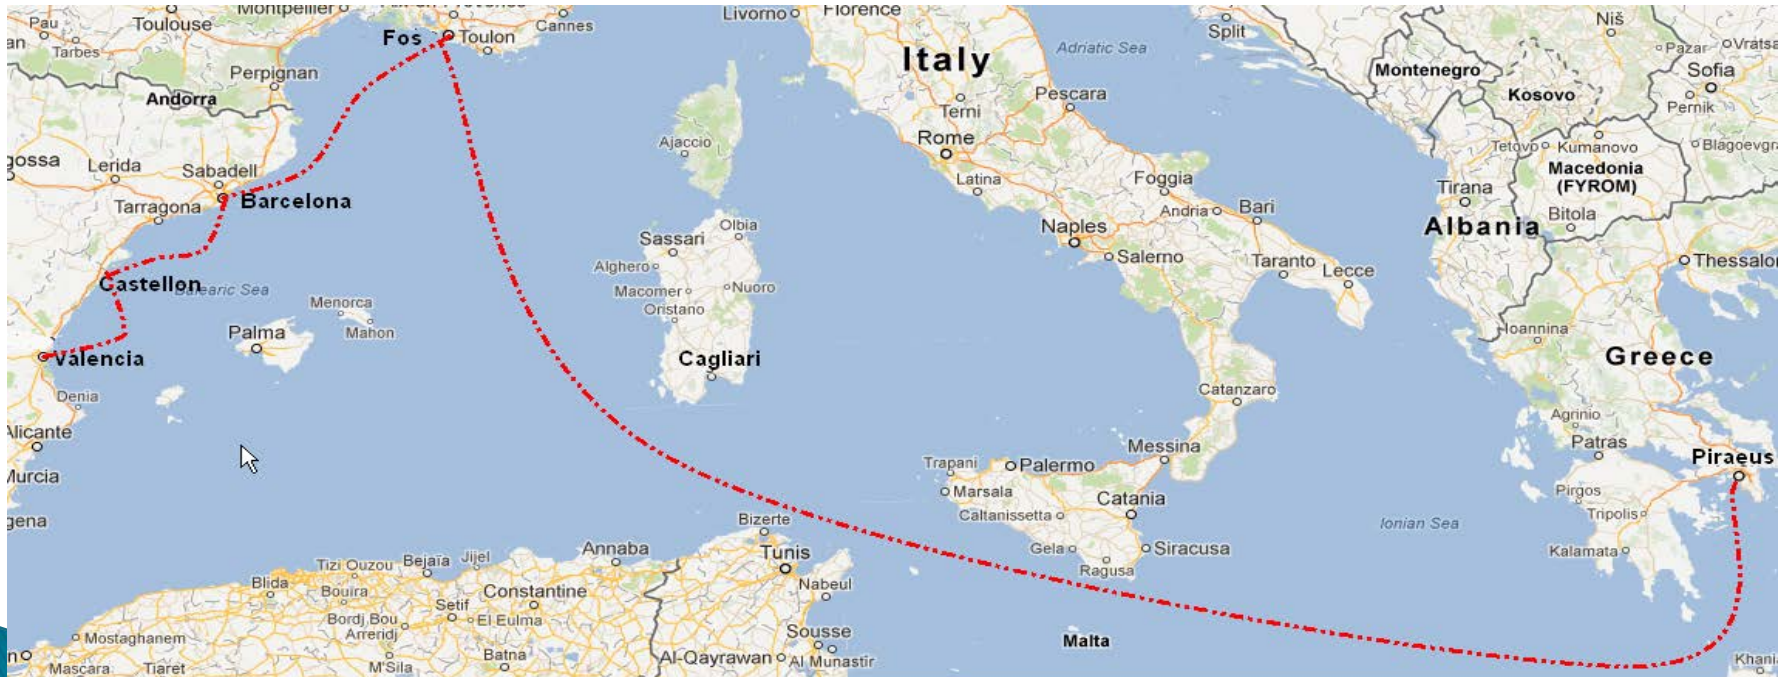 Pau
Tarbes
Toulouse
Montpellier
Aix-en-Provence
Fos
Toulon
Cannes
Livorno
Florence
Italy
Adriatic Sea
Split
Niš
Pazar
Vratsa
Sofia
Pernik
Montenegro
Kosovo
Perpignan
Andorra
Terni
Pescara
Rome
Ajaccio
Tetovo
Kumanovo
Blagoevgra
Macedonia
(FYROM)
gossa
Lerida
Sabadell
Barcelona
Tarragona
Latina
Foggia
Tirana
Albania
Bitola
Olbia
Sassari
Naples
Andria
Bari
Salerno
Taranto
Lecce
Thessalon
Alghero
Macomer
Nuoro
Oristano
Castellon
Balearic Sea
Menorca
Mahon
Palma
Valencia
Cagliari
Ioannina
Greece
Denia
Catanzaro
Alicante
Agrinio
Patras
Messina
Piraeus
Murcia
Trapani
Palermo
Marsala
Catania
Caltanissetta
Pirgos
Tripolis
gena
Bizerte
Ionian Sea
Tunis
Annaba
Jijel
Bejaïa
Tizi Ouzou
Gela
Siracusa
Ragusa
Kalamata
Blida
Bouira
Constantine
Nabeul
Setif
El Eulma
Bordj Bou
Arreridj
Mostaghanem
Sousse
Malta
Mascara
Tiaret
M'Sila
Batna
Al-Qayrawan
Al Munastir
Khani